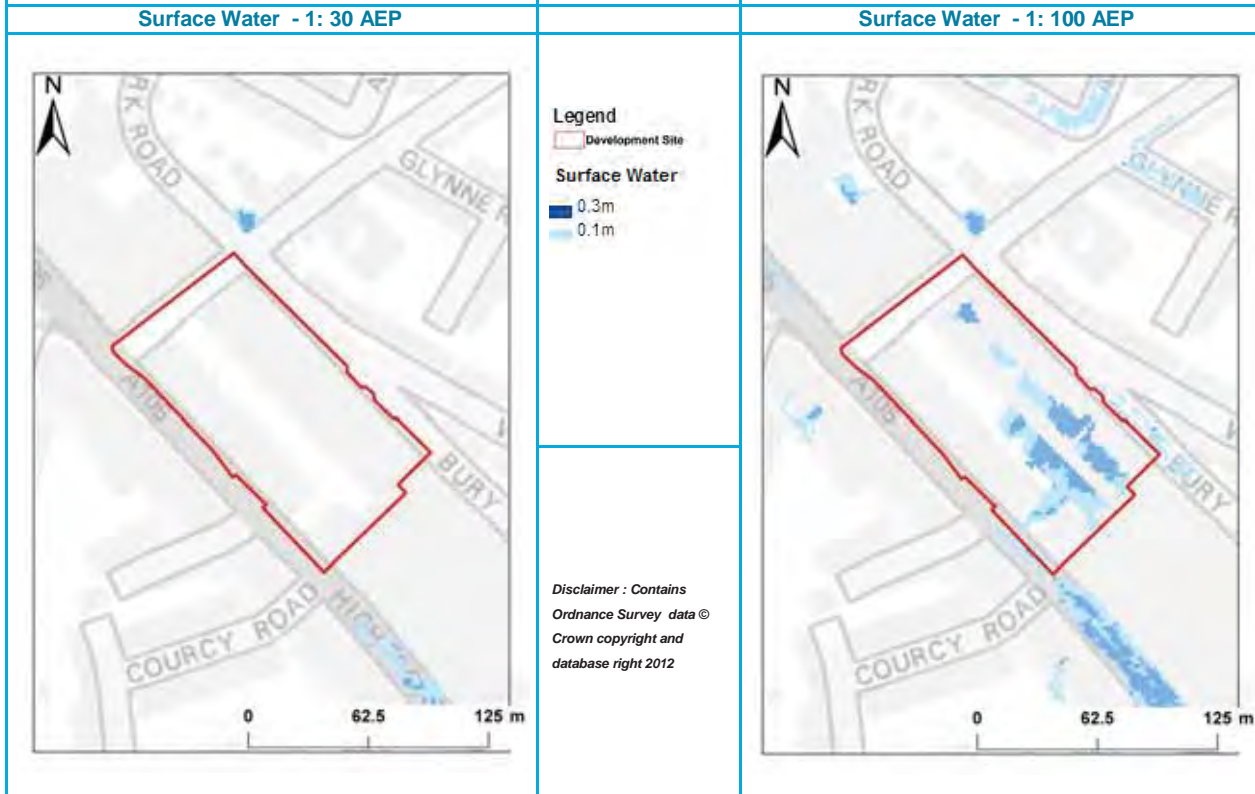 Surface Water - 1: 30 AEP
Surface Water - 1: 100 AEP
N
RK ROAD
GLYNNE R
A105
BURY
HIGH
COURCY ROAD
0 62.5 125 m
Legend
Development Site
Surface Water
0.3m
0.1m
Disclaimer : Contains
Ordnance Survey data ©
Crown copyright and
database right 2012
N
RK ROAD
GLYNNE R
A105
BURY
COURCY ROAD
0 62.5 125 m